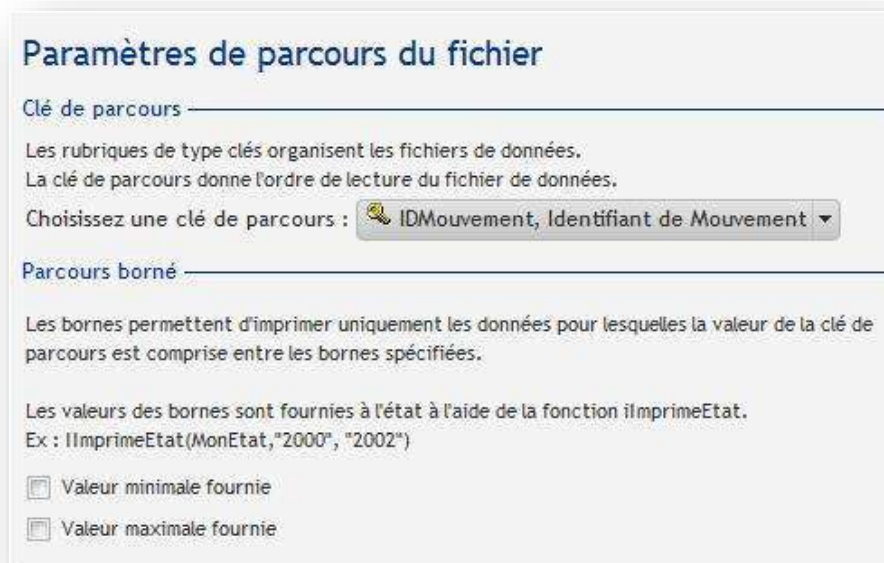 Paramètres de parcours du fichier
Clé de parcours
Les rubriques de type clés organisent les fichiers de données.
La clé de parcours donne l'ordre de lecture du fichier de données.
Choisissez une clé de parcours : IDMouvement, Identifiant de Mouvement
Parcours borné
Les bornes permettent d'imprimer uniquement les données pour lesquelles la valeur de la clé de
parcours est comprise entre les bornes spécifiées.
Les valeurs des bornes sont fournies à l'état à l'aide de la fonction iImprimeEtat.
Ex : IImprimeEtat(MonEtat,"2000", "2002")
Valeur minimale fournie
Valeur maximale fournie